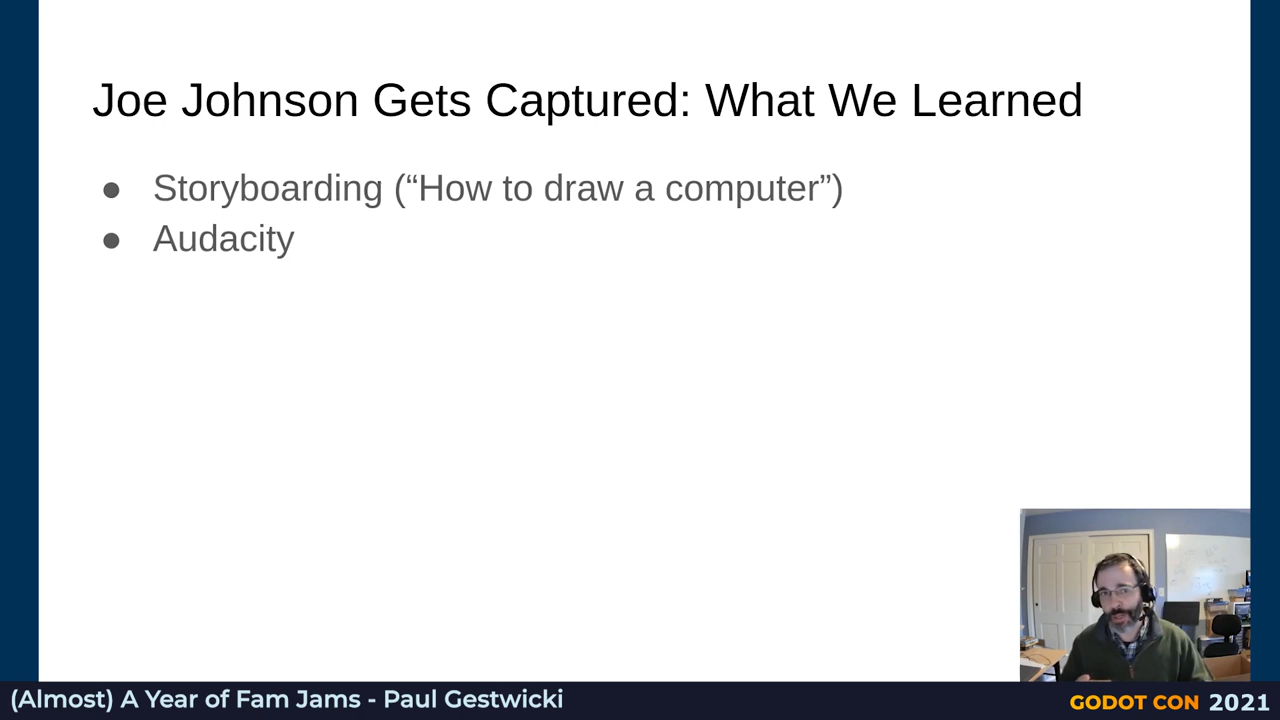 Joe Johnson Gets Captured: What We Learned
● Storyboarding (“How to draw a computer”)
● Audacity
(Almost) A Year of Fam Jams - Paul Gestwicki
GODOT CON 2021